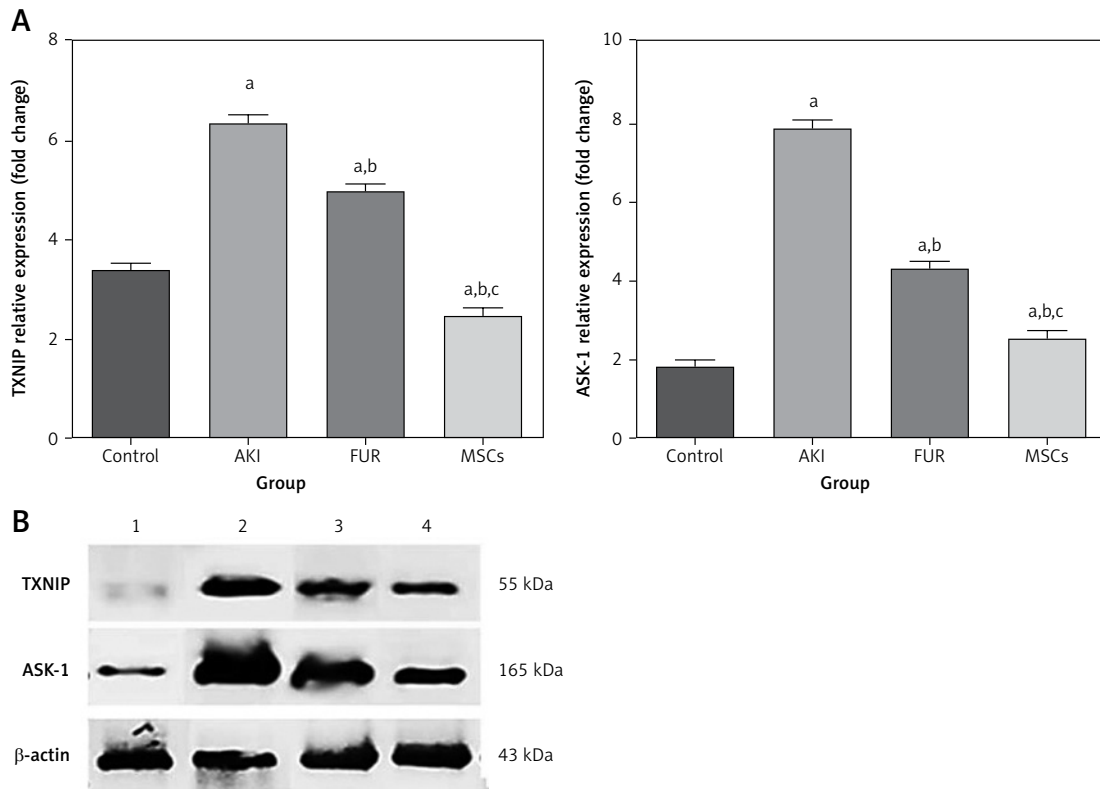 A
TXNIP relative expression (fold change)
8
6
4
2
0
a
a,b
a,b,c
Control AKI FUR MSCs
Group
ASK-1 relative expression (fold change)
10
8
6
4
2
0
a
a,b
a,b,c
Control AKI FUR MSCs
Group
B
1 2 3 4
TXNIP 55 kDa
ASK-1 165 kDa
β-actin 43 kDa